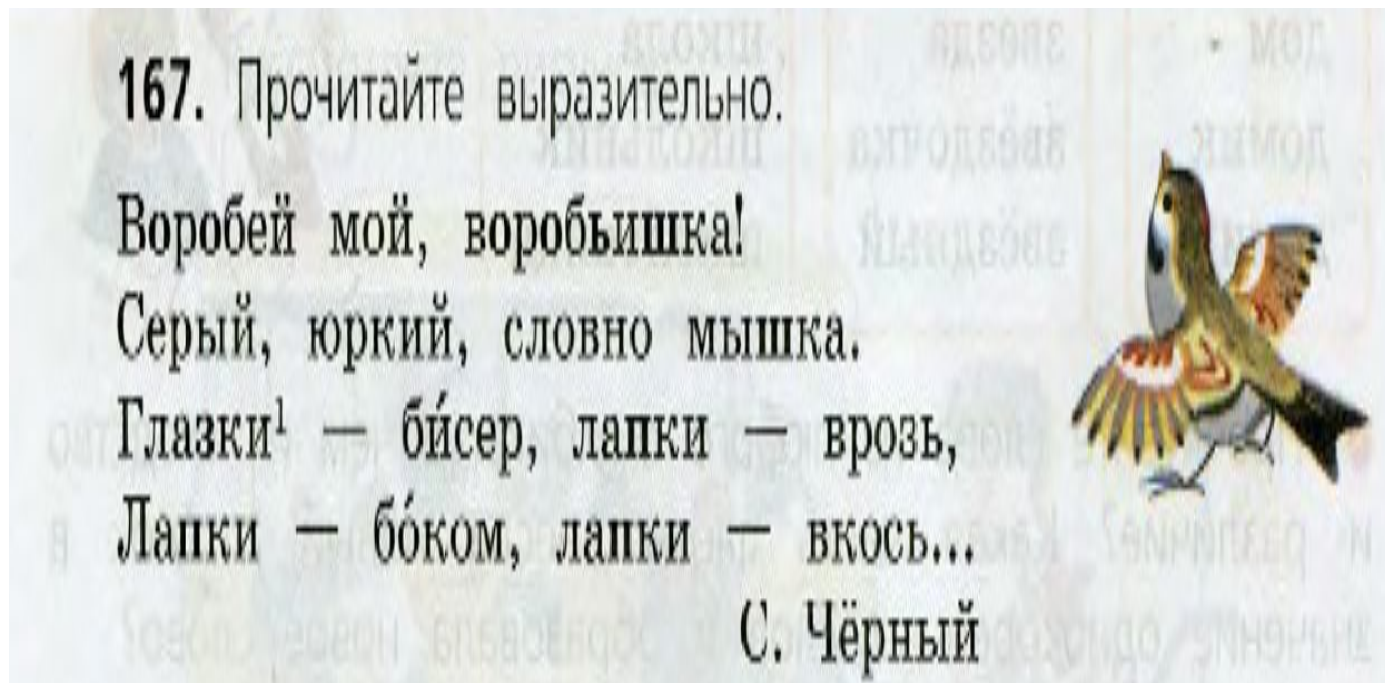 167. Прочитайте выразительно.
Воробей мой, воробьишка!
Серый, юркий, словно мышка.
Глазки¹ — би́сер, лапки — врозь,
Лапки — бо́ком, лапки — вкось...
С. Чёрный